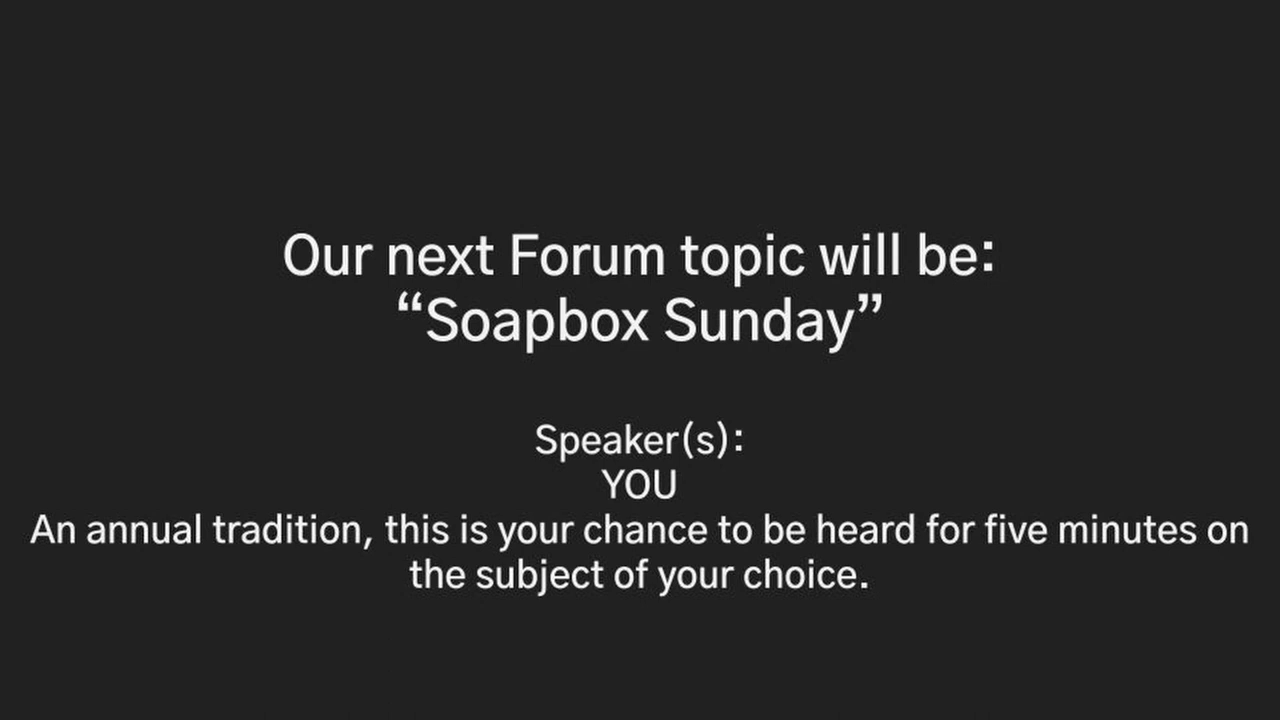 Our next Forum topic will be:
“Soapbox Sunday”
Speaker(s):
YOU
An annual tradition, this is your chance to be heard for five minutes on
the subject of your choice.